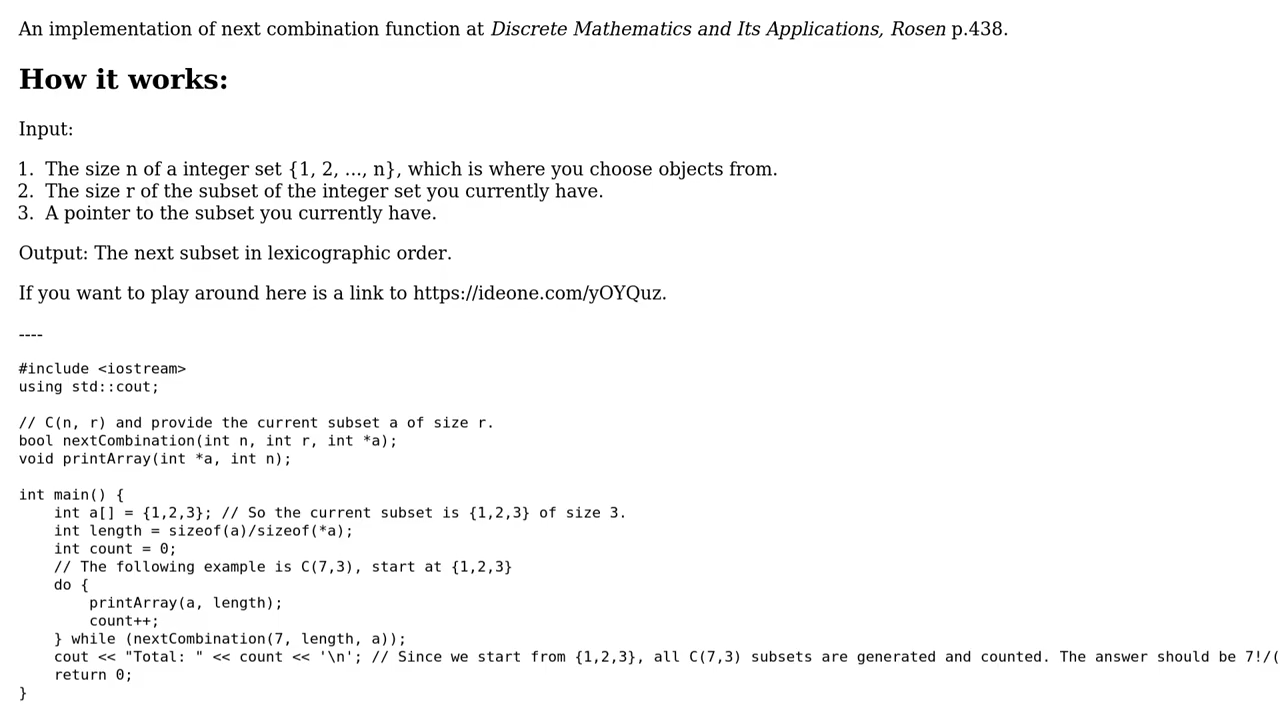 An implementation of next combination function at Discrete Mathematics and Its Applications, Rosen p.438.
How it works:
Input:
1. The size n of a integer set {1, 2, ..., n}, which is where you choose objects from.
2. The size r of the subset of the integer set you currently have.
3. A pointer to the subset you currently have.
Output: The next subset in lexicographic order.
If you want to play around here is a link to https://ideone.com/yOYQuz.
----
#include <iostream>
using std::cout;

// C(n, r) and provide the current subset a of size r.
bool nextCombination(int n, int r, int *a);
void printArray(int *a, int n);

int main() {
    int a[] = {1,2,3}; // So the current subset is {1,2,3} of size 3.
    int length = sizeof(a)/sizeof(*a);
    int count = 0;
    // The following example is C(7,3), start at {1,2,3}
    do {
        printArray(a, length);
        count++;
    } while (nextCombination(7, length, a));
    cout << "Total: " << count << '\n'; // Since we start from {1,2,3}, all C(7,3) subsets are generated and counted. The answer should be 7!/(
    return 0;
}